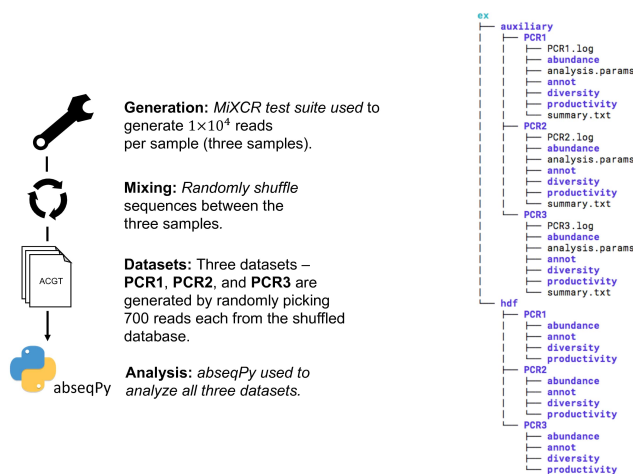 Generation: MiXCR test suite used to
generate 1×10⁴ reads
per sample (three samples).
Mixing: Randomly shuffle
sequences between the
three samples.
ACGT
Datasets: Three datasets –
PCR1, PCR2, and PCR3 are
generated by randomly picking
700 reads each from the shuffled
database.
abseqPy
Analysis: abseqPy used to
analyze all three datasets.
ex
├── auxiliary
│   ├── PCR1
│   │   ├── PCR1.log
│   │   ├── abundance
│   │   ├── analysis.params
│   │   ├── annot
│   │   ├── diversity
│   │   ├── productivity
│   │   └── summary.txt
│   ├── PCR2
│   │   ├── PCR2.log
│   │   ├── abundance
│   │   ├── analysis.params
│   │   ├── annot
│   │   ├── diversity
│   │   ├── productivity
│   │   └── summary.txt
│   └── PCR3
│       ├── PCR3.log
│       ├── abundance
│       ├── analysis.params
│       ├── annot
│       ├── diversity
│       ├── productivity
│       └── summary.txt
└── hdf
    ├── PCR1
    │   ├── abundance
    │   ├── annot
    │   ├── diversity
    │   └── productivity
    ├── PCR2
    │   ├── abundance
    │   ├── annot
    │   ├── diversity
    │   └── productivity
    └── PCR3
        ├── abundance
        ├── annot
        ├── diversity
        └── productivity